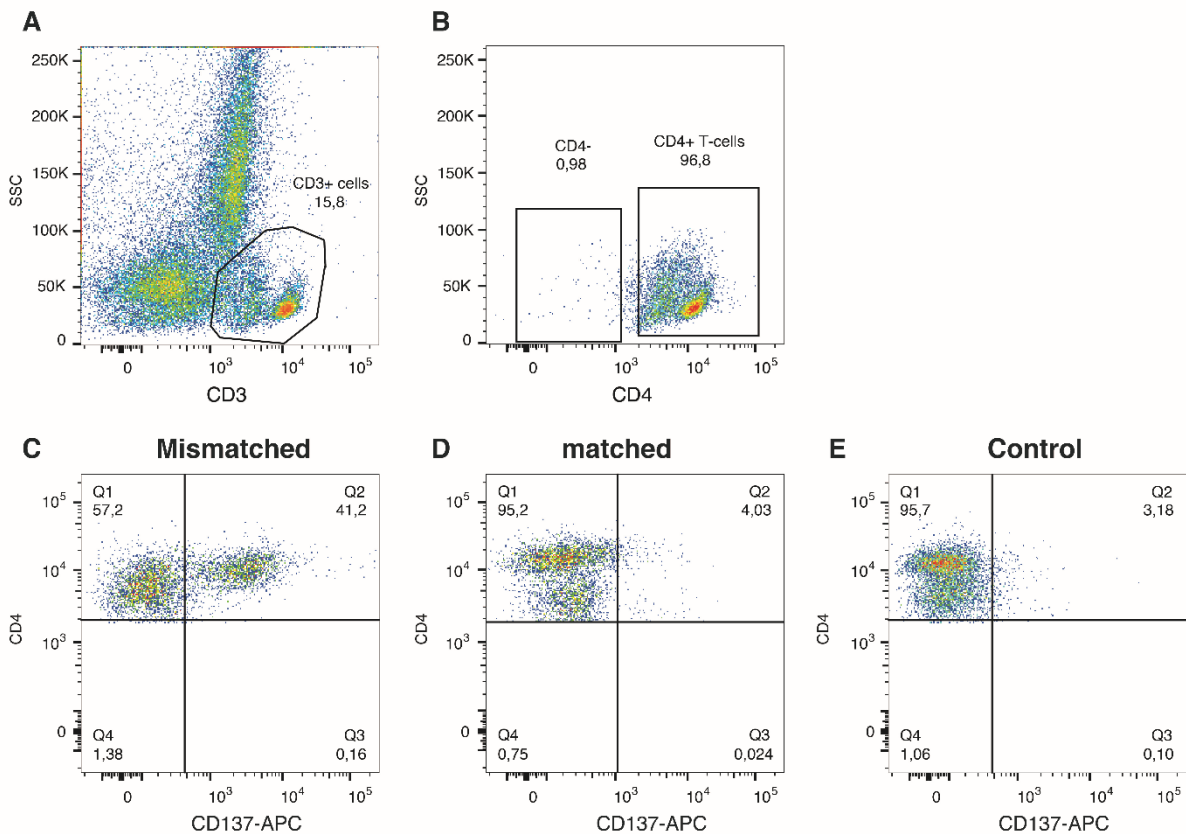 A
250K
200K
150K
100K
50K
0
SSC
CD3+ cells
15,8
0
10³
10⁴
10⁵
CD3
B
250K
200K
150K
100K
50K
0
SSC
CD4-
0,98
CD4+ T-cells
96,8
0
10³
10⁴
10⁵
CD4
C
Mismatched
Q1
57,2
Q2
41,2
10⁵
10⁴
10³
0
CD4
Q4
1,38
Q3
0,16
0
10³
10⁴
10⁵
CD137-APC
D
matched
Q1
95,2
Q2
4,03
10⁵
10⁴
10³
0
CD4
Q4
0,75
Q3
0,024
0
10³
10⁴
10⁵
CD137-APC
E
Control
Q1
95,7
Q2
3,18
10⁵
10⁴
10³
0
CD4
Q4
1,06
Q3
0,10
0
10³
10⁴
10⁵
CD137-APC